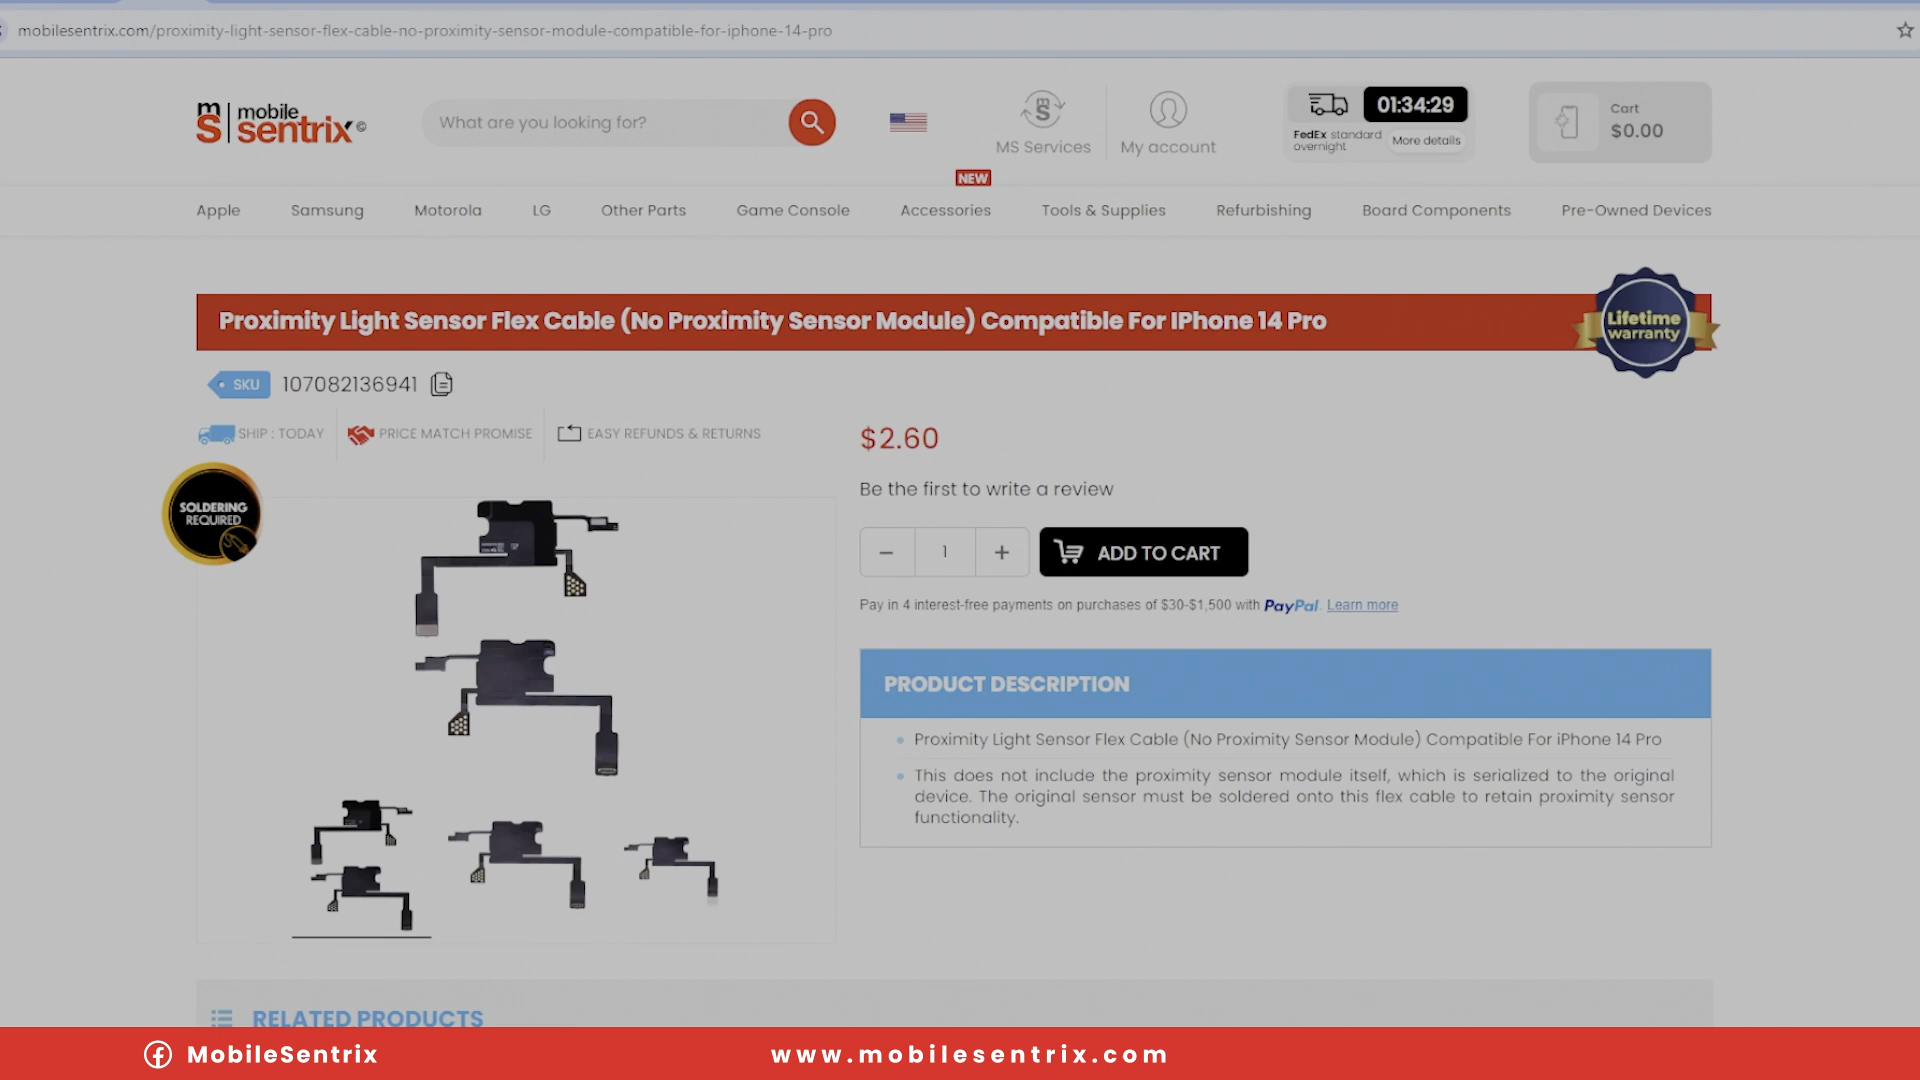 mobilesentrix.com/proximity-light-sensor-flex-cable-no-proximity-sensor-module-compatible-for-iphone-14-pro
mS | mobile sentrix©
What are you looking for?
MS Services
My account
01:34:29
FedEx standard overnight
More details
Cart
$0.00
NEW
Apple
Samsung
Motorola
LG
Other Parts
Game Console
Accessories
Tools & Supplies
Refurbishing
Board Components
Pre-Owned Devices
Proximity Light Sensor Flex Cable (No Proximity Sensor Module) Compatible For IPhone 14 Pro
Lifetime
warranty
SKU
107082136941
SHIP : TODAY
PRICE MATCH PROMISE
EASY REFUNDS & RETURNS
SOLDERING
REQUIRED
$2.60
Be the first to write a review
− 1 +
ADD TO CART
Pay in 4 interest-free payments on purchases of $30-$1,500 with PayPal. Learn more
PRODUCT DESCRIPTION
Proximity Light Sensor Flex Cable (No Proximity Sensor Module) Compatible For iPhone 14 Pro
This does not include the proximity sensor module itself, which is serialized to the original
device. The original sensor must be soldered onto this flex cable to retain proximity sensor
functionality.
RELATED PRODUCTS
MobileSentrix
www.mobilesentrix.com